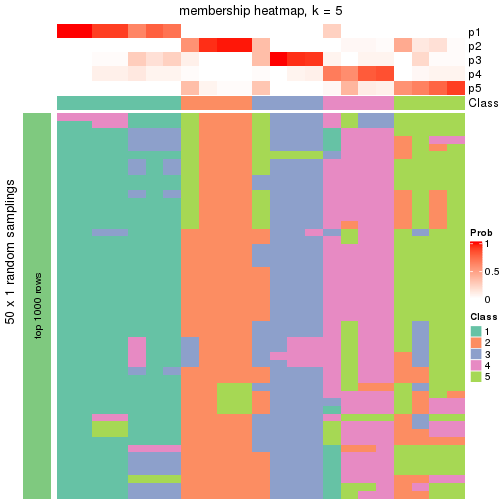 membership heatmap, k = 5
p1
p2
p3
p4
p5
Class
50 x 1 random samplings
top 1000 rows
Prob
1
0.5
0
Class
1
2
3
4
5